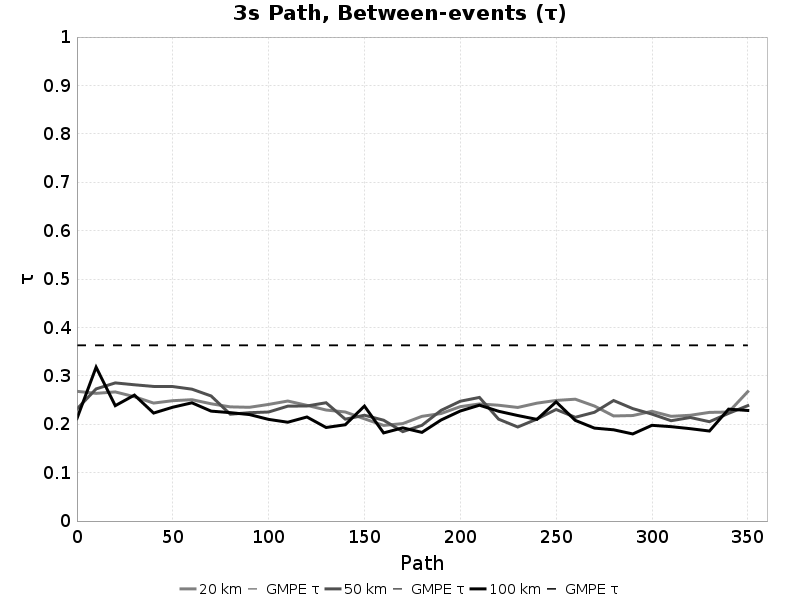 3s Path, Between-events (τ)
1
0.9
0.8
0.7
0.6
0.5
0.4
0.3
0.2
0.1
0
τ
0 50 100 150 200 250 300 350
Path
20 km GMPE τ 50 km GMPE τ 100 km GMPE τ